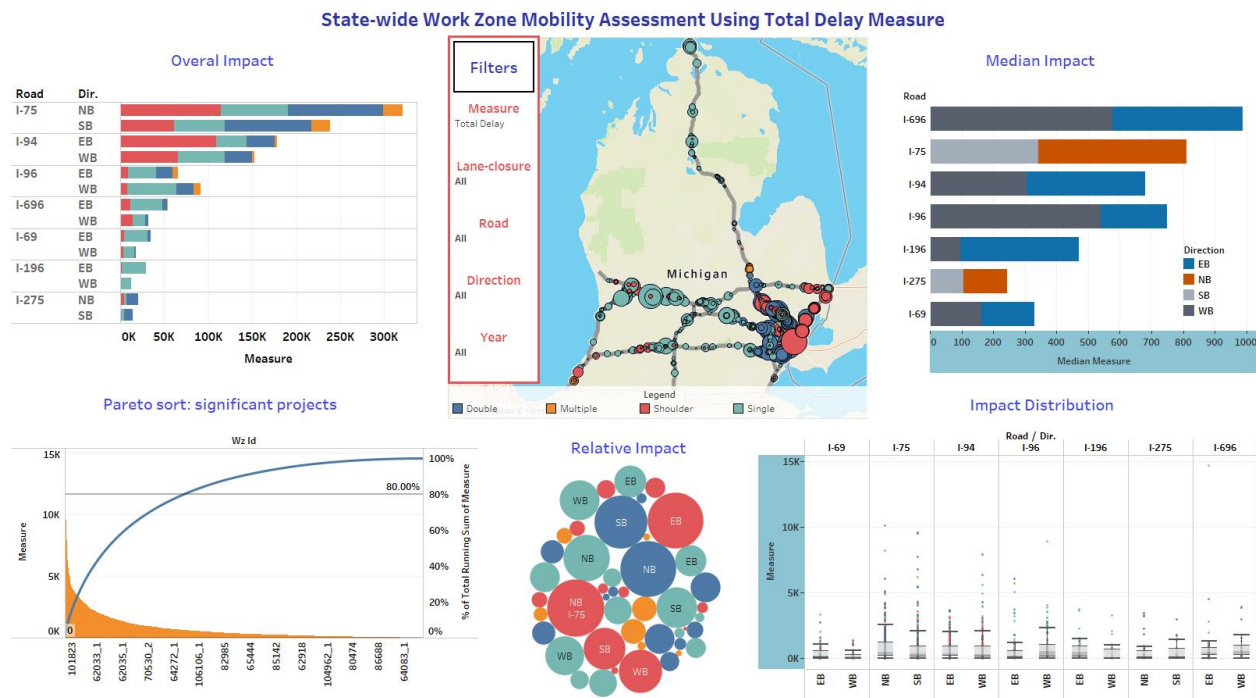 State-wide Work Zone Mobility Assessment Using Total Delay Measure
Overal Impact
Road Dir.
I-75 NB
SB
I-94 EB
WB
I-96 EB
WB
I-696 EB
WB
I-69 EB
WB
I-196 EB
WB
I-275 NB
SB
0K 50K 100K 150K 200K 250K 300K
Measure
Filters
Measure
Total Delay
Lane-closure
All
Road
All
Direction
All
Year
All
Michigan
Legend
Double Multiple Shoulder Single
Median Impact
Road
I-696
I-75
I-94
I-96
I-196
I-275
I-69
Direction
EB
NB
SB
WB
0 100 200 300 400 500 600 700 800 900 1000
Median Measure
Pareto sort: significant projects
Wz Id
15K
10K
5K
0K
Measure
80.00%
0
100%
80%
60%
40%
20%
0%
% of Total Running Sum of Measure
101823
62033_1
62035_1
70530_2
64272_1
106106_1
82985
55444
85142
62918
104962_1
80474
86688
64083_1
Relative Impact
EB
WB
SB
EB
NB
NB
EB
NB
I-75
SB
SB
WB
WB
Impact Distribution
Road / Dir.
I-69 I-75 I-94 I-96 I-196 I-275 I-696
15K
10K
5K
0K
Measure
EB WB NB SB EB WB EB WB EB WB NB SB EB WB